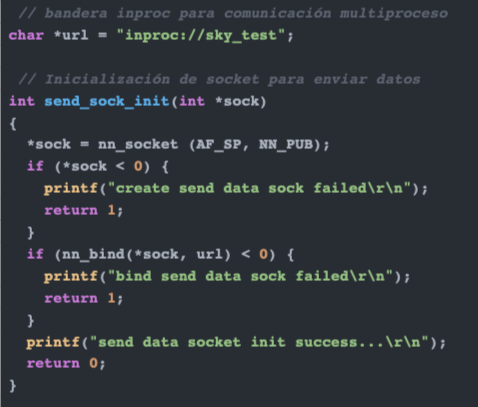 // bandera inproc para comunicación multiproceso
char *url = "inproc://sky_test";

// Inicialización de socket para enviar datos
int send_sock_init(int *sock)
{
  *sock = nn_socket (AF_SP, NN_PUB);
  if (*sock < 0) {
    printf("create send data sock failed\r\n");
    return 1;
  }
  if (nn_bind(*sock, url) < 0) {
    printf("bind send data sock failed\r\n");
    return 1;
  }
  printf("send data socket init success...\r\n");
  return 0;
}